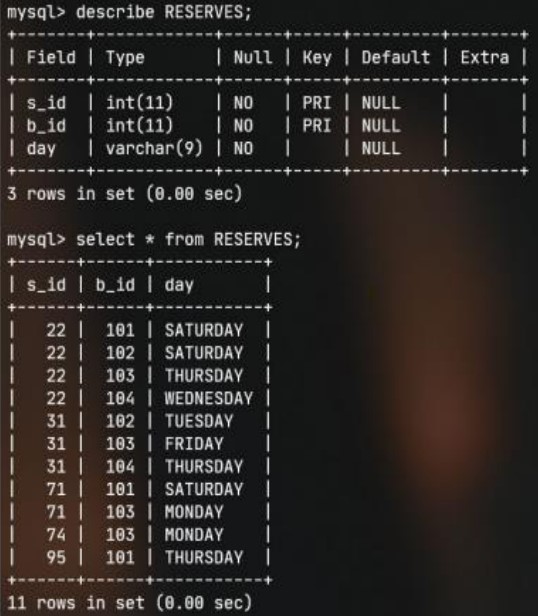 mysql> describe RESERVES;
+-------+------------+------+-----+---------+-------+
| Field | Type       | Null | Key | Default | Extra |
+-------+------------+------+-----+---------+-------+
| s_id  | int(11)    | NO   | PRI | NULL    |       |
| b_id  | int(11)    | NO   | PRI | NULL    |       |
| day   | varchar(9) | NO   |     | NULL    |       |
+-------+------------+------+-----+---------+-------+
3 rows in set (0.00 sec)
mysql> select * from RESERVES;
+------+------+-----------+
| s_id | b_id | day       |
+------+------+-----------+
|   22 |  101 | SATURDAY  |
|   22 |  102 | SATURDAY  |
|   22 |  103 | THURSDAY  |
|   22 |  104 | WEDNESDAY |
|   31 |  102 | TUESDAY   |
|   31 |  103 | FRIDAY    |
|   31 |  104 | THURSDAY  |
|   71 |  101 | SATURDAY  |
|   71 |  103 | MONDAY    |
|   74 |  103 | MONDAY    |
|   95 |  101 | THURSDAY  |
+------+------+-----------+
11 rows in set (0.00 sec)